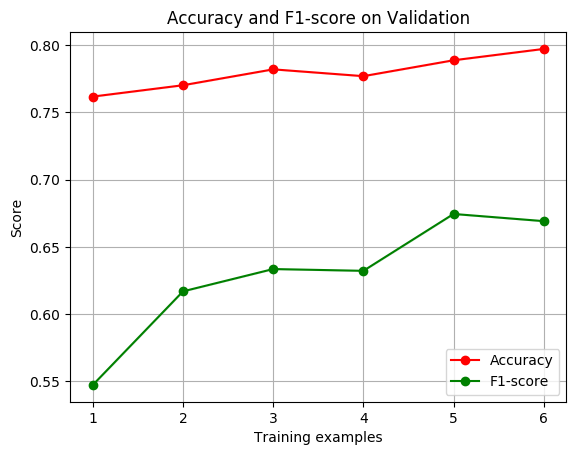 Accuracy and F1-score on Validation
0.80
0.75
0.70
0.65
0.60
0.55
Score
1 2 3 4 5 6
Training examples
Accuracy
F1-score